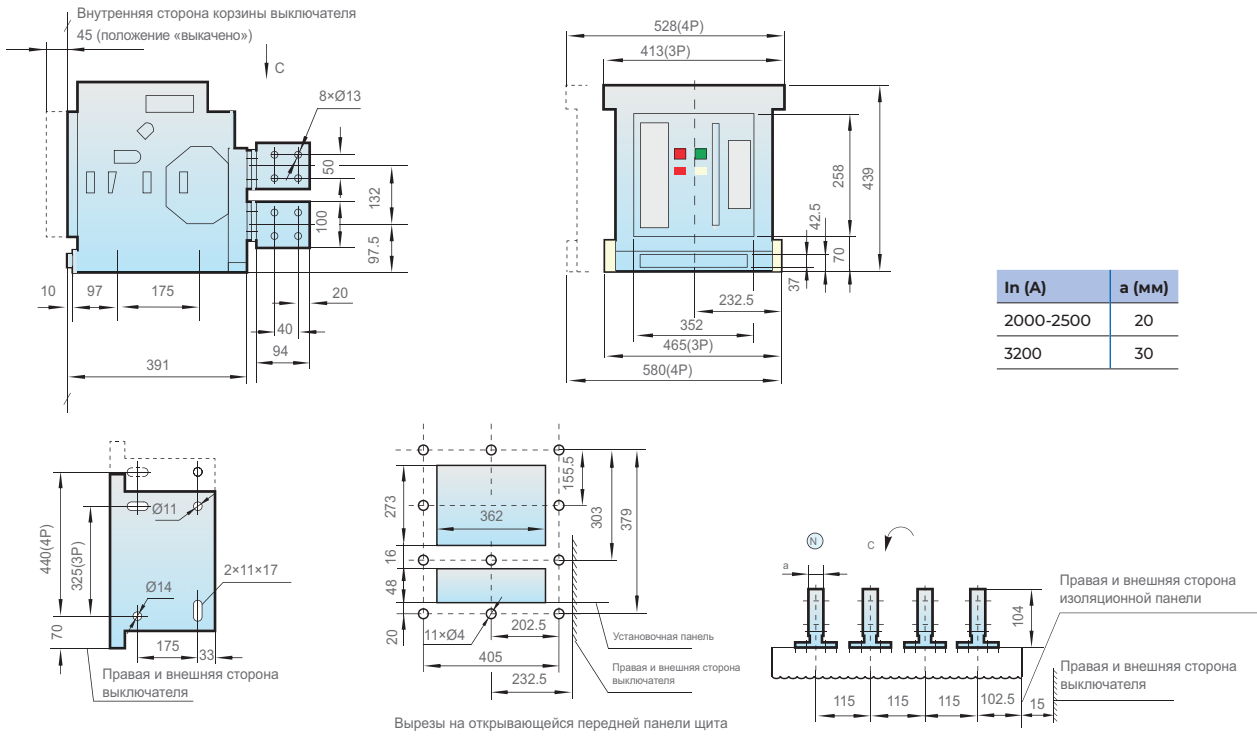 Внутренняя сторона корзины выключателя
45 (положение «выкачено»)
C
8×Ø13
50
132
100
97.5
10
97
175
20
40
94
391
528(4P)
413(3P)
258
439
42.5
70
37
232.5
352
465(3P)
580(4P)
In (A)
a (мм)
2000-2500
20
3200
30
440(4P)
325(3P)
70
Ø11
Ø14
2×11×17
175
33
Правая и внешняя сторона
выключателя
273
362
16
48
20
155.5
303
379
11×Ø4
202.5
405
232.5
Установочная панель
Правая и внешняя сторона
выключателя
Вырезы на открывающейся передней панели щита
N
C
a
104
Правая и внешняя сторона
изоляционной панели
Правая и внешняя сторона
выключателя
115
115
115
102.5
15